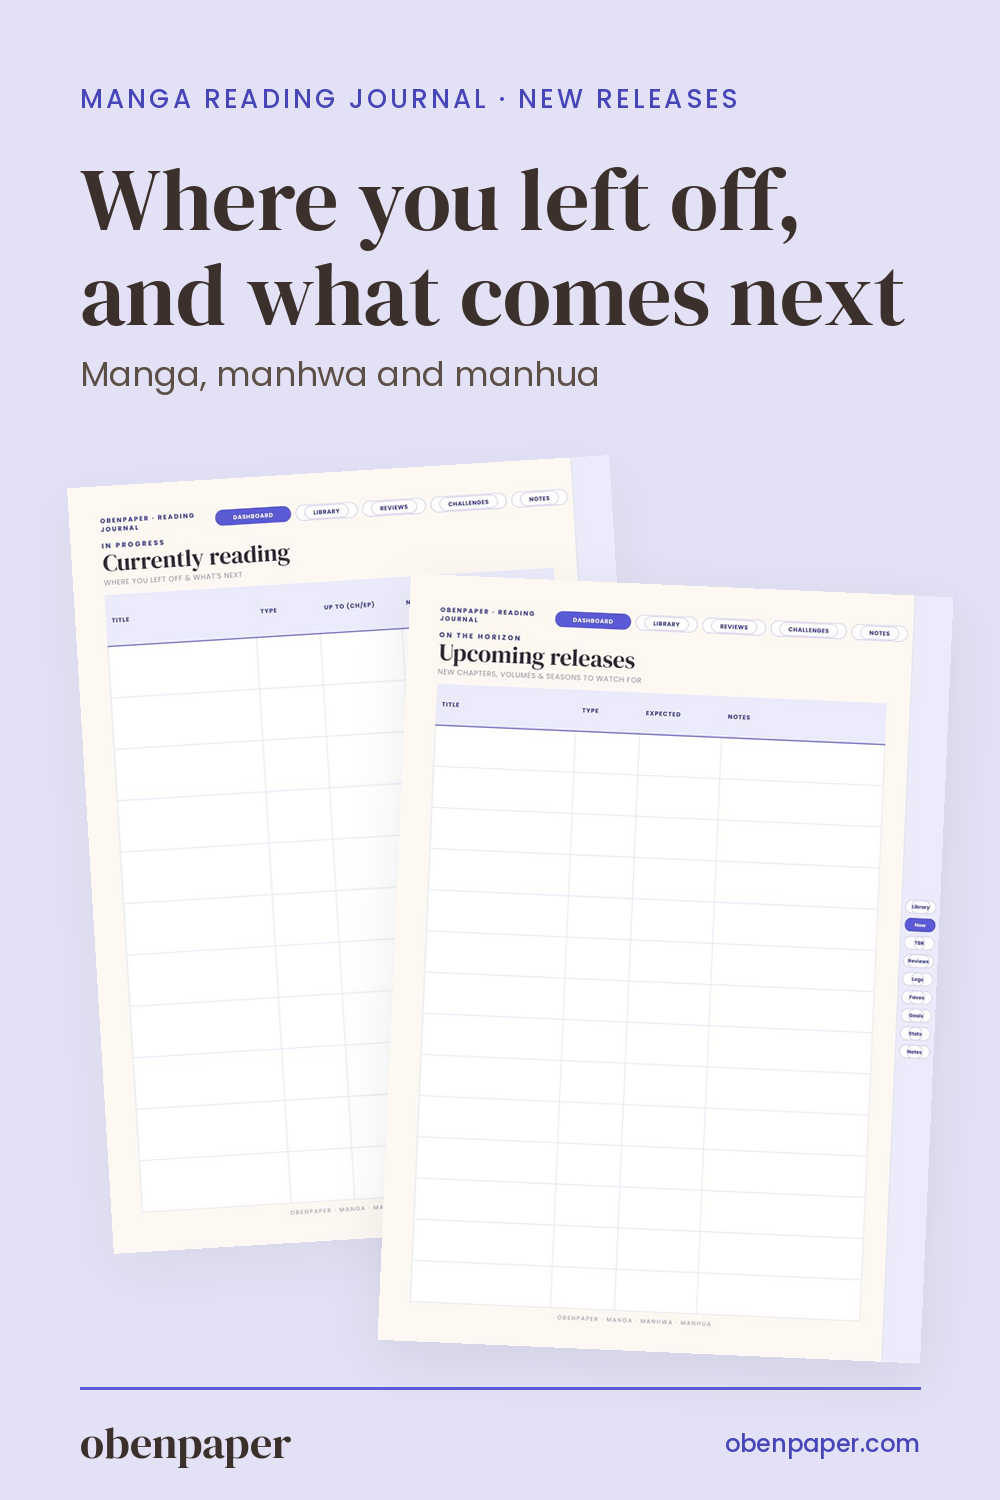 MANGA READING JOURNAL · NEW RELEASES
Where you left off,
and what comes next
Manga, manhwa and manhua
OBENPAPER · READING
JOURNAL
DASHBOARD
LIBRARY
REVIEWS
CHALLENGES
NOTES
IN PROGRESS
Currently reading
WHERE YOU LEFT OFF & WHAT'S NEXT
TITLE
TYPE
UP TO (CH/EP)
OBENPAPER · MANGA
OBENPAPER · READING
JOURNAL
DASHBOARD
LIBRARY
REVIEWS
CHALLENGES
NOTES
ON THE HORIZON
Upcoming releases
NEW CHAPTERS, VOLUMES & SEASONS TO WATCH FOR
TITLE
TYPE
EXPECTED
NOTES
Library
Now
TBR
Reviews
Logs
Faves
Goals
Stats
Notes
OBENPAPER · MANGA · MANHWA · MANHUA
obenpaper
obenpaper.com